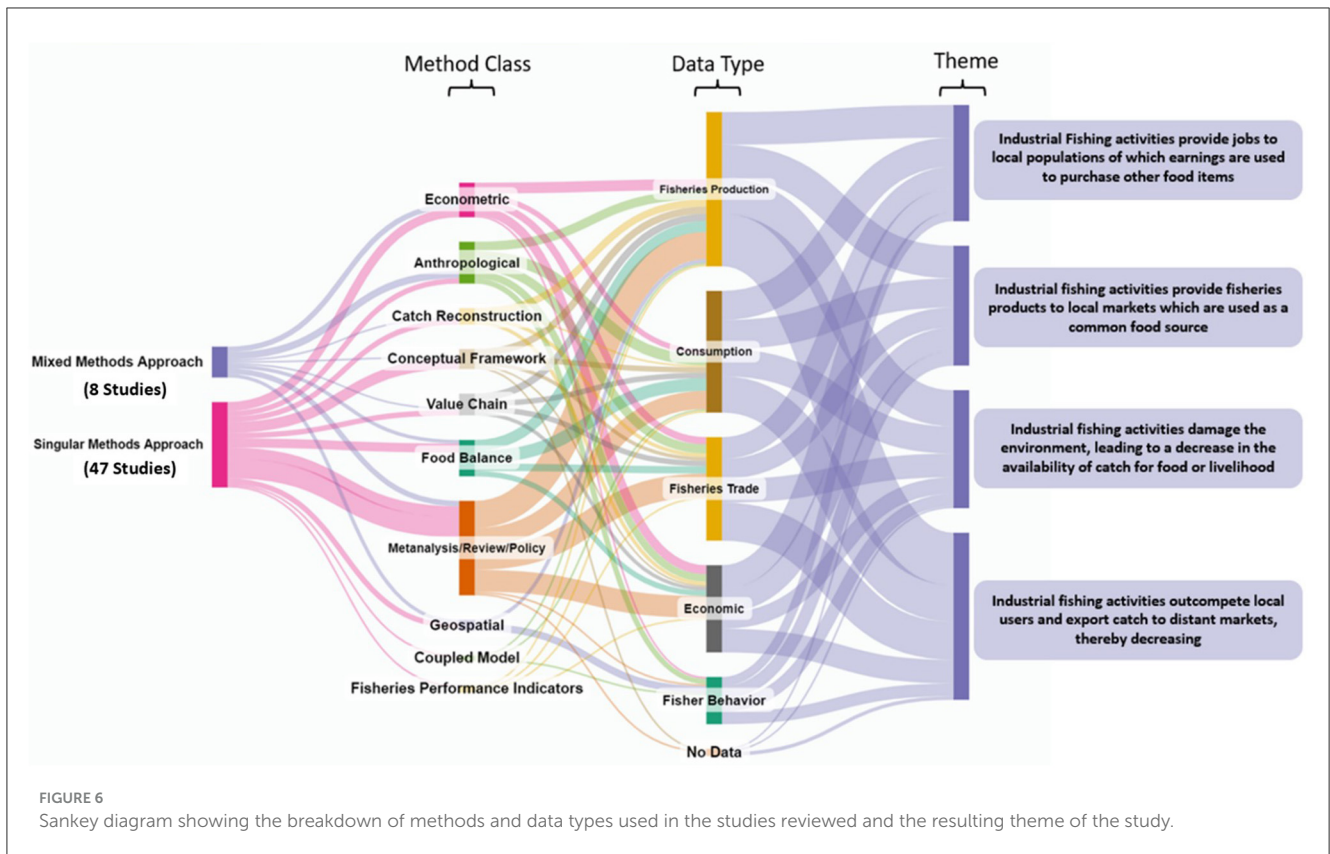 Method Class
Data Type
Theme
Econometric
Anthropological
Catch Reconstruction
Conceptual Framework
Value Chain
Food Balance
Metanalysis/Review/Policy
Geospatial
Coupled Model
Fisheries Performance Indicators
Mixed Methods Approach
(8 Studies)
Singular Methods Approach
(47 Studies)
Fisheries Production
Consumption
Fisheries Trade
Economic
Fisher Behavior
No Data
Industrial Fishing activities provide jobs to
local populations of which earnings are used
to purchase other food items
Industrial fishing activities provide fisheries
products to local markets which are used as a
common food source
Industrial fishing activities damage the
environment, leading to a decrease in the
availability of catch for food or livelihood
Industrial fishing activities outcompete local
users and export catch to distant markets,
thereby decreasing
FIGURE 6
Sankey diagram showing the breakdown of methods and data types used in the studies reviewed and the resulting theme of the study.